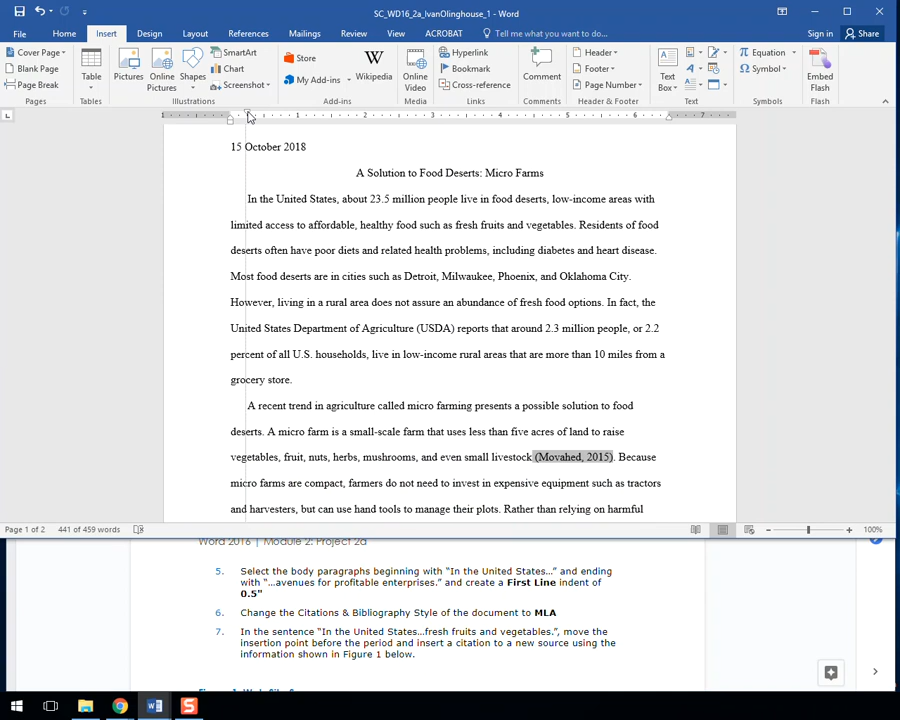 SC_WD16_2a_IvanOlinghouse_1 - Word
File Home Insert Design Layout References Mailings Review View ACROBAT Tell me what you want to do... Sign in Share
Cover Page
Blank Page
Page Break
Pages
Table
Tables
Pictures
Online Pictures
Shapes
SmartArt
Chart
Screenshot
Illustrations
Store
My Add-ins
Wikipedia
Add-ins
Online Video
Media
Hyperlink
Bookmark
Cross-reference
Links
Comment
Comments
Header
Footer
Page Number
Header & Footer
Text Box
Text
Equation
Symbol
Symbols
Embed Flash
Flash
1 1 2 3 4 5 6 7
15 October 2018
A Solution to Food Deserts: Micro Farms
In the United States, about 23.5 million people live in food deserts, low-income areas with
limited access to affordable, healthy food such as fresh fruits and vegetables. Residents of food
deserts often have poor diets and related health problems, including diabetes and heart disease.
Most food deserts are in cities such as Detroit, Milwaukee, Phoenix, and Oklahoma City.
However, living in a rural area does not assure an abundance of fresh food options. In fact, the
United States Department of Agriculture (USDA) reports that around 2.3 million people, or 2.2
percent of all U.S. households, live in low-income rural areas that are more than 10 miles from a
grocery store.
A recent trend in agriculture called micro farming presents a possible solution to food
deserts. A micro farm is a small-scale farm that uses less than five acres of land to raise
vegetables, fruit, nuts, herbs, mushrooms, and even small livestock (Movahed, 2015). Because
micro farms are compact, farmers do not need to invest in expensive equipment such as tractors
and harvesters, but can use hand tools to manage their plots. Rather than relying on harmful
Page 1 of 2 441 of 459 words 100%
Word 2016 | Module 2: Project 2a
5. Select the body paragraphs beginning with “In the United States…” and ending
with “…avenues for profitable enterprises.” and create a First Line indent of
0.5"
6. Change the Citations & Bibliography Style of the document to MLA
7. In the sentence “In the United States…fresh fruits and vegetables.”, move the
insertion point before the period and insert a citation to a new source using the
information shown in Figure 1 below.